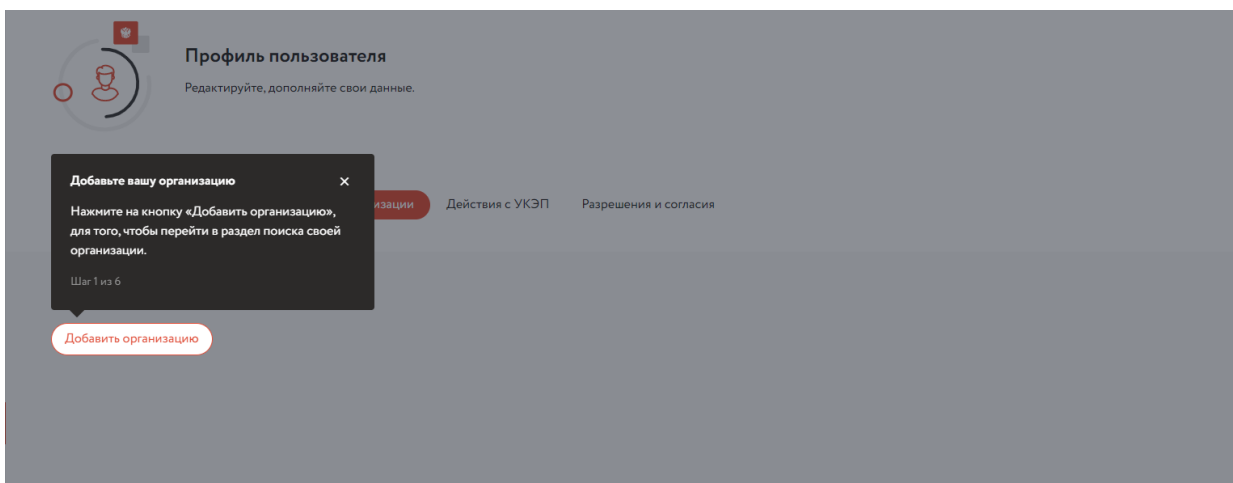 Профиль пользователя
Редактируйте, дополняйте свои данные.
Добавьте вашу организацию
Нажмите на кнопку «Добавить организацию»,
для того, чтобы перейти в раздел поиска своей
организации.
Шаг 1 из 6
изации Действия с УКЭП Разрешения и согласия
Добавить организацию